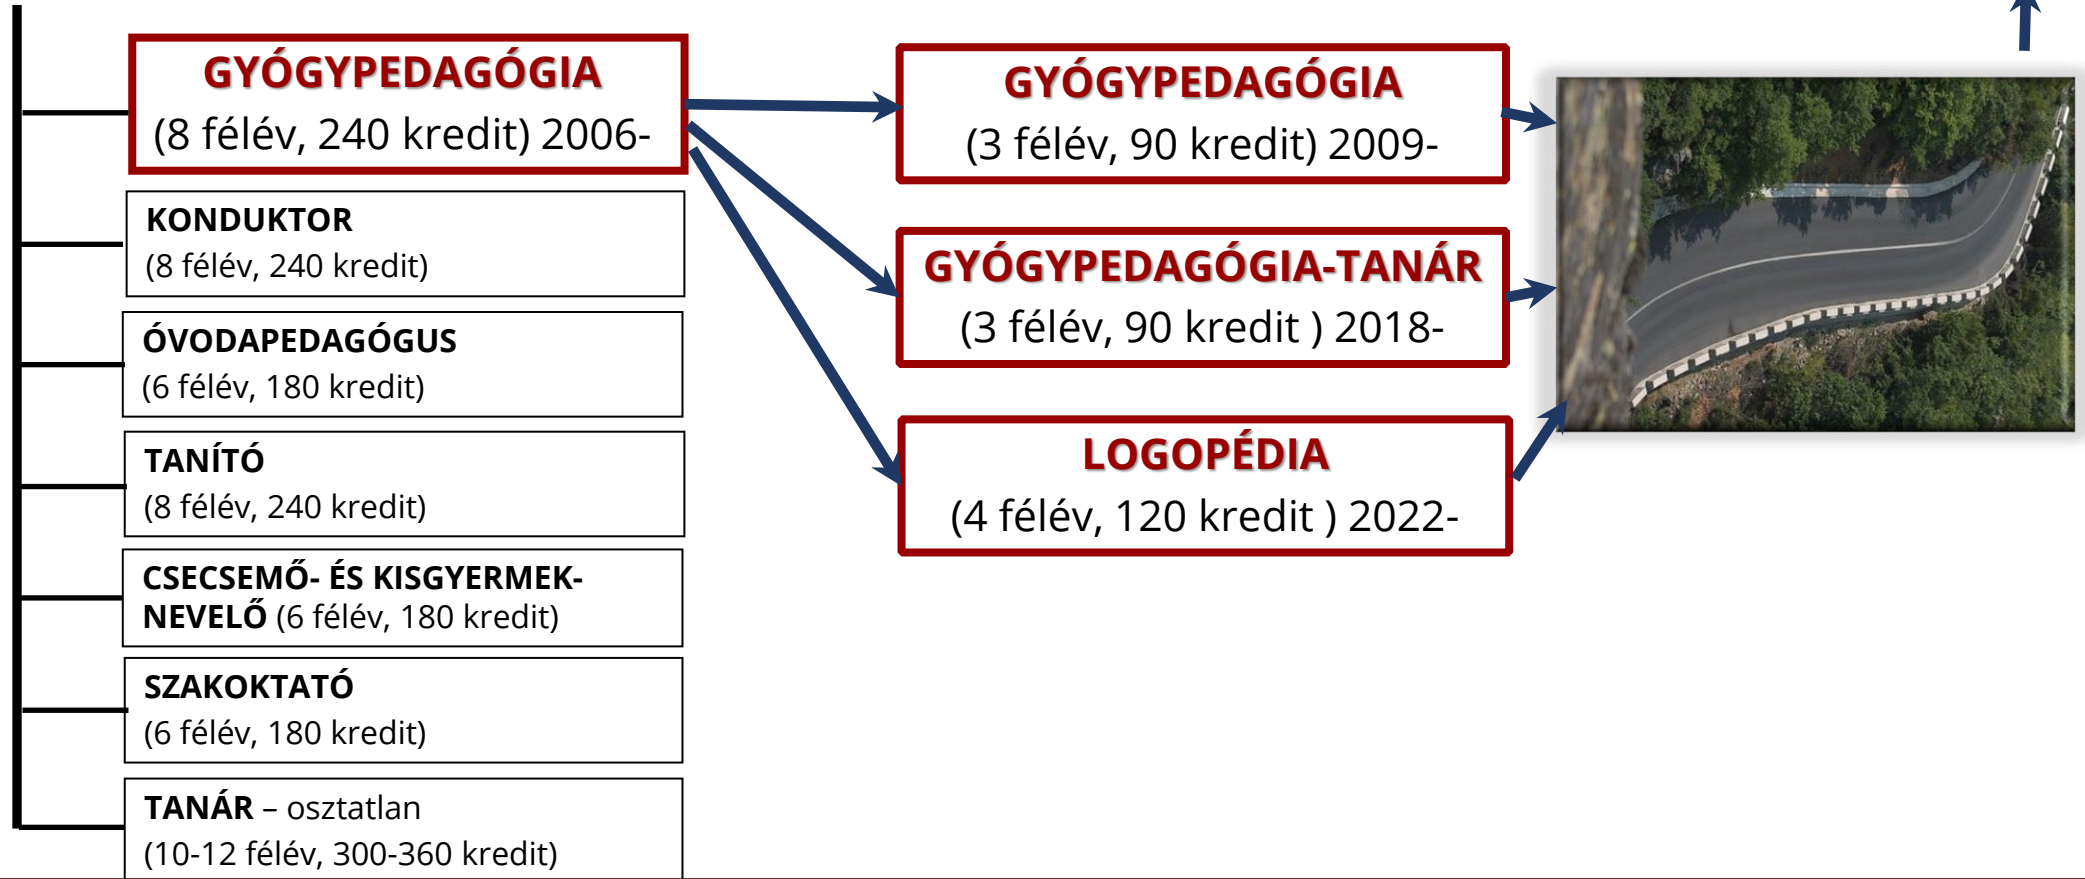 GYÓGYPEDAGÓGIA
(8 félév, 240 kredit) 2006-
KONDUKTOR
(8 félév, 240 kredit)
ÓVODAPEDAGÓGUS
(6 félév, 180 kredit)
TANÍTÓ
(8 félév, 240 kredit)
CSECSEMŐ- ÉS KISGYERMEK-
NEVELŐ (6 félév, 180 kredit)
SZAKOKTATÓ
(6 félév, 180 kredit)
TANÁR – osztatlan
(10-12 félév, 300-360 kredit)
GYÓGYPEDAGÓGIA
(3 félév, 90 kredit) 2009-
GYÓGYPEDAGÓGIA-TANÁR
(3 félév, 90 kredit ) 2018-
LOGOPÉDIA
(4 félév, 120 kredit ) 2022-